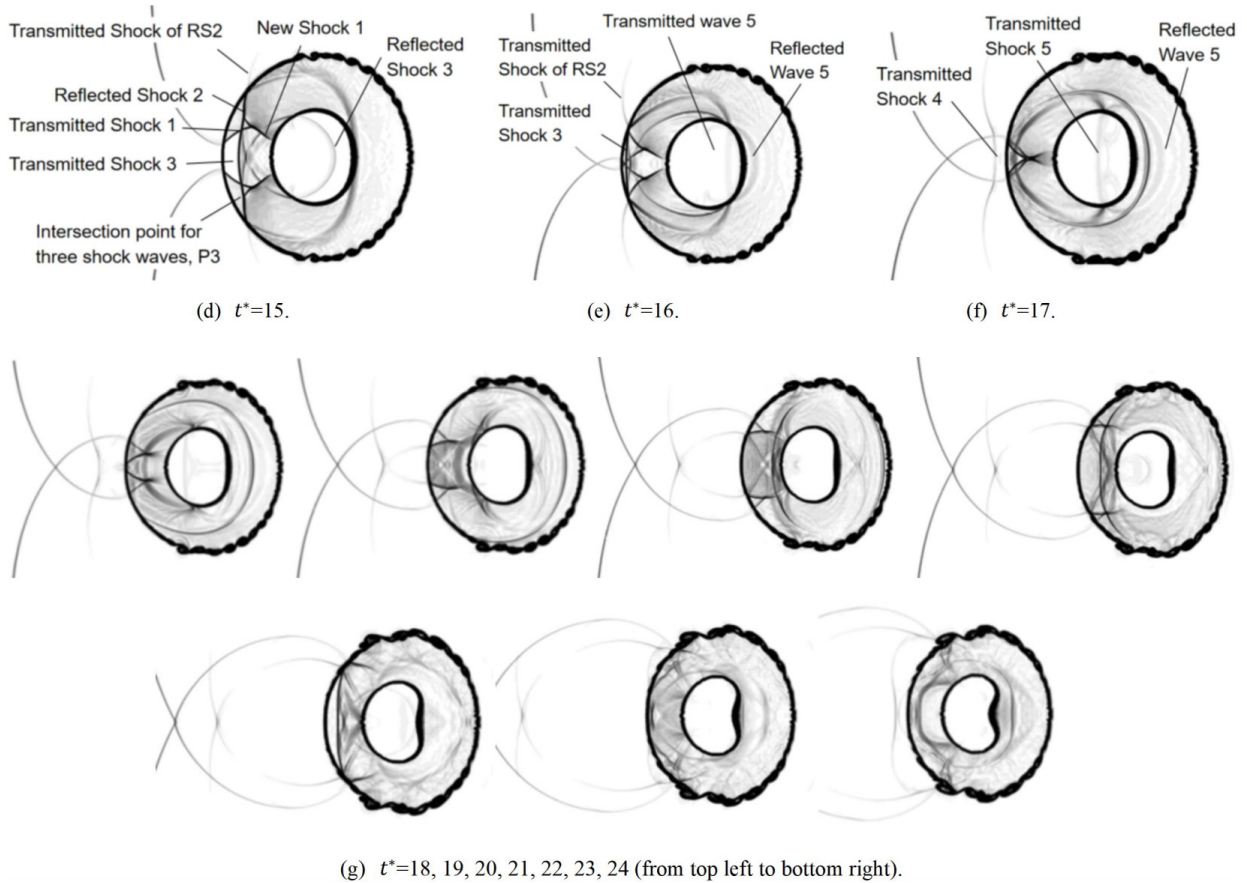 Transmitted Shock of RS2
New Shock 1
Reflected
Shock 3
Reflected Shock 2
Transmitted Shock 1
Transmitted Shock 3
Intersection point for
three shock waves, P3
(d) t*=15.
Transmitted wave 5
Transmitted
Shock of RS2
Reflected
Wave 5
Transmitted
Shock 3
(e) t*=16.
Transmitted
Shock 5
Reflected
Wave 5
Transmitted
Shock 4
(f) t*=17.
(g) t*=18, 19, 20, 21, 22, 23, 24 (from top left to bottom right).